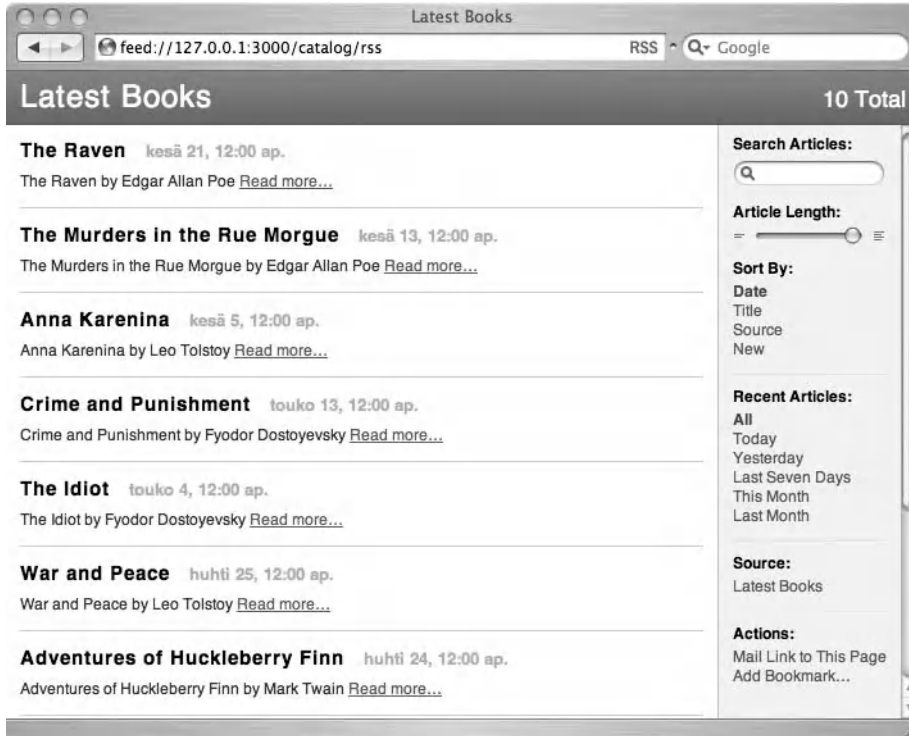 Latest Books
feed://127.0.0.1:3000/catalog/rss RSS Google
Latest Books 10 Total
The Raven kesä 21, 12:00 ap.
The Raven by Edgar Allan Poe Read more...
The Murders in the Rue Morgue kesä 13, 12:00 ap.
The Murders in the Rue Morgue by Edgar Allan Poe Read more...
Anna Karenina kesä 5, 12:00 ap.
Anna Karenina by Leo Tolstoy Read more...
Crime and Punishment touko 13, 12:00 ap.
Crime and Punishment by Fyodor Dostoyevsky Read more...
The Idiot touko 4, 12:00 ap.
The Idiot by Fyodor Dostoyevsky Read more...
War and Peace huhti 25, 12:00 ap.
War and Peace by Leo Tolstoy Read more...
Adventures of Huckleberry Finn huhti 24, 12:00 ap.
Adventures of Huckleberry Finn by Mark Twain Read more...
Search Articles:
Article Length:
Sort By:
Date
Title
Source
New
Recent Articles:
All
Today
Yesterday
Last Seven Days
This Month
Last Month
Source:
Latest Books
Actions:
Mail Link to This Page
Add Bookmark...